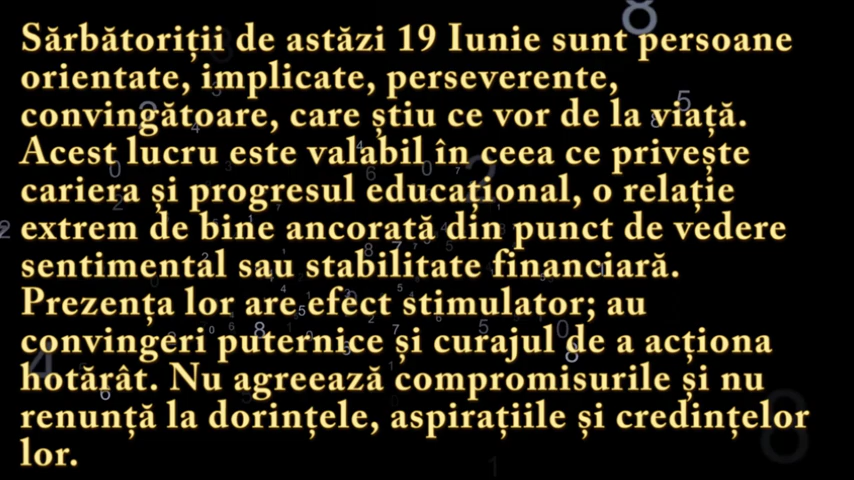 Sărbătoriții de astăzi 19 Iunie sunt persoane
orientate, implicate, perseverente,
convingătoare, care știu ce vor de la viață.
Acest lucru este valabil în ceea ce privește
cariera și progresul educațional, o relație
extrem de bine ancorată din punct de vedere
sentimental sau stabilitate financiară.
Prezența lor are efect stimulator; au
convingeri puternice și curajul de a acționa
hotărât. Nu agreează compromisurile și nu
renunță la dorințele, aspirațiile și credințelor
lor.